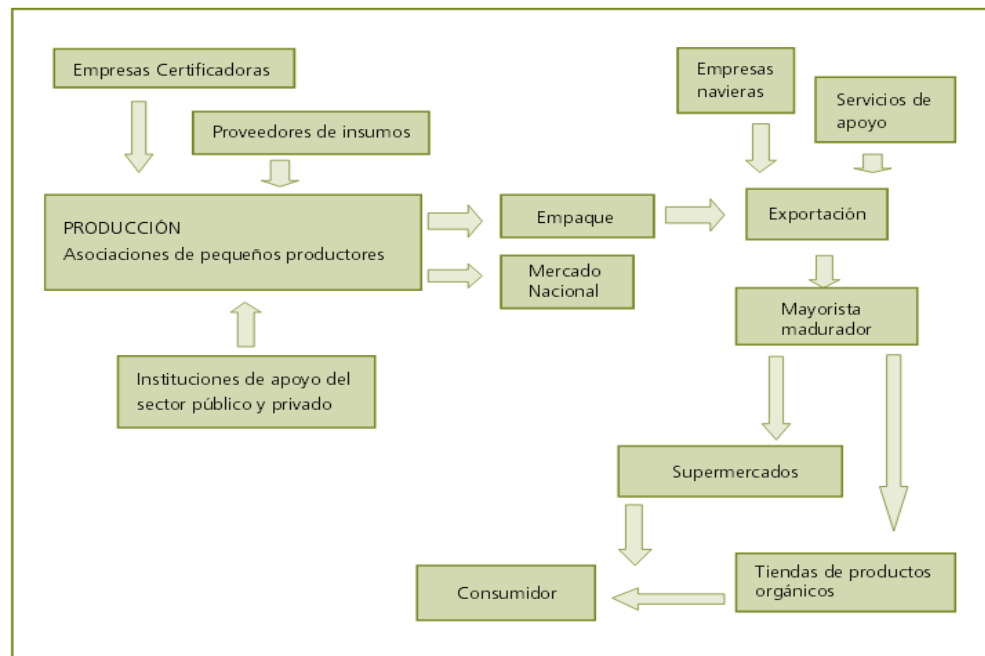 Empresas Certificadoras
Proveedores de insumos
Empresas
navieras
Servicios de
apoyo
PRODUCCIÓN
Asociaciones de pequeños productores
Empaque
Exportación
Mercado
Nacional
Mayorista
madurador
Instituciones de apoyo del
sector público y privado
Supermercados
Tiendas de productos
orgánicos
Consumidor